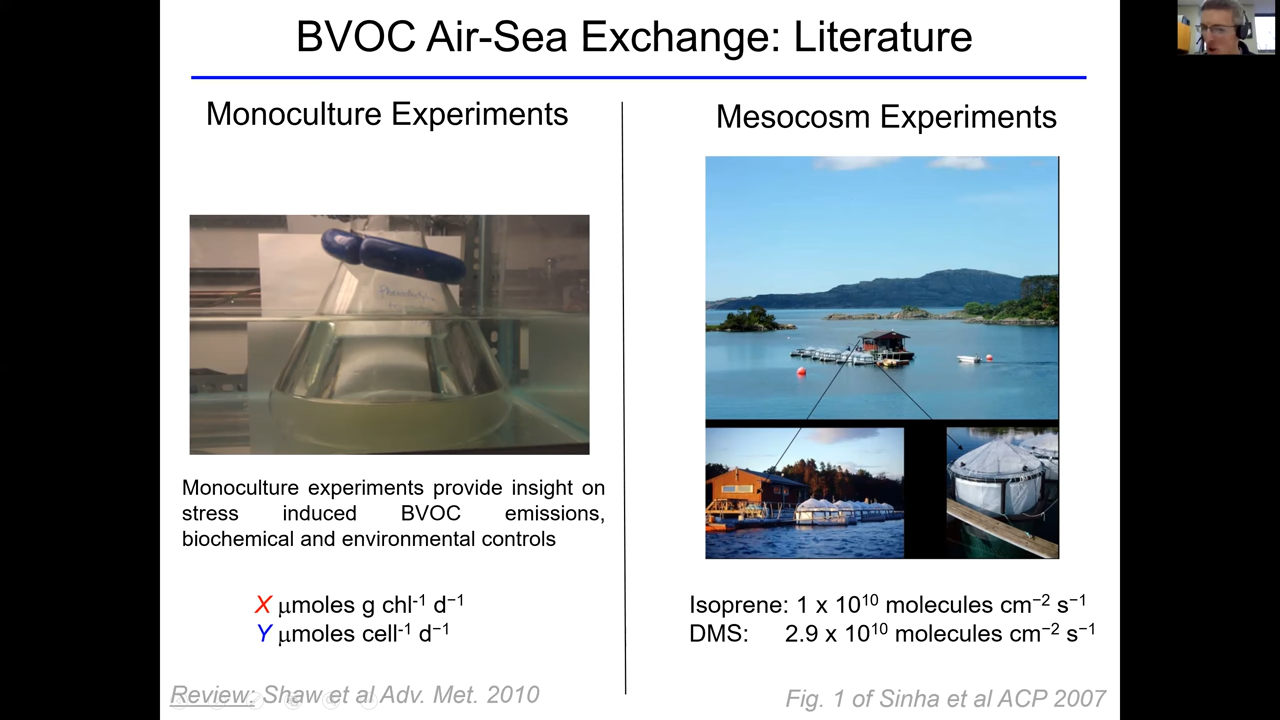 BVOC Air-Sea Exchange: Literature
Monoculture Experiments
Monoculture experiments provide insight on
stress induced BVOC emissions,
biochemical and environmental controls
X μmoles g chl⁻¹ d⁻¹
Y μmoles cell⁻¹ d⁻¹
Review: Shaw et al Adv. Met. 2010
Mesocosm Experiments
Isoprene: 1 x 10¹⁰ molecules cm⁻² s⁻¹
DMS: 2.9 x 10¹⁰ molecules cm⁻² s⁻¹
Fig. 1 of Sinha et al ACP 2007